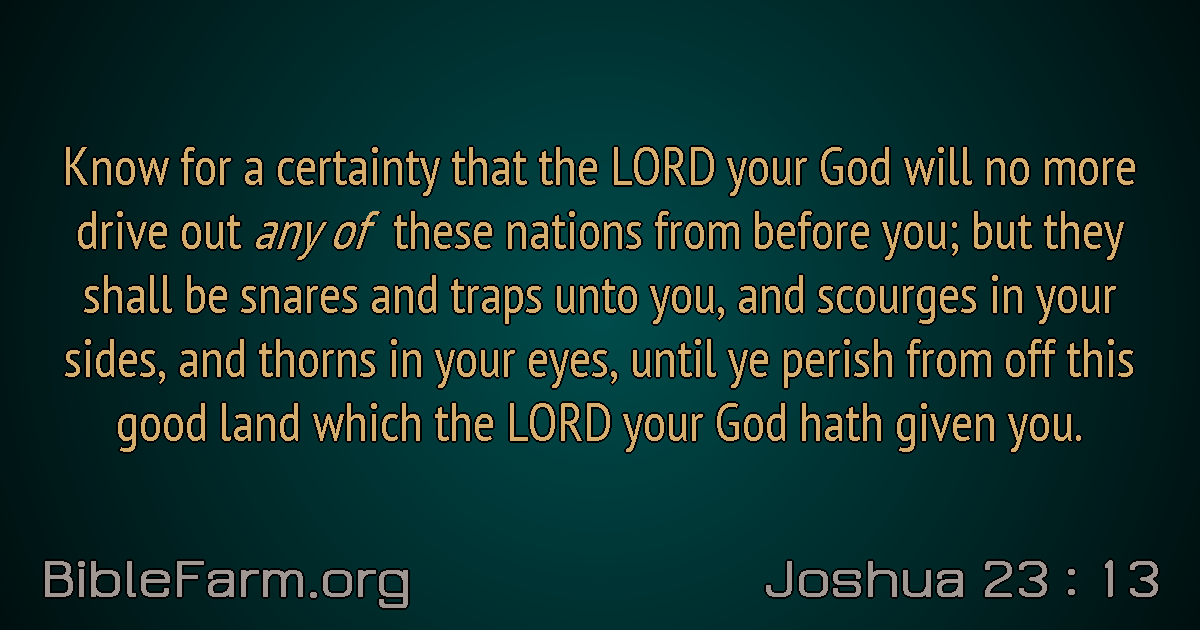 Know for a certainty that the LORD your God will no more
drive out any of these nations from before you; but they
shall be snares and traps unto you, and scourges in your
sides, and thorns in your eyes, until ye perish from off this
good land which the LORD your God hath given you.
BibleFarm.org
Joshua 23 : 13